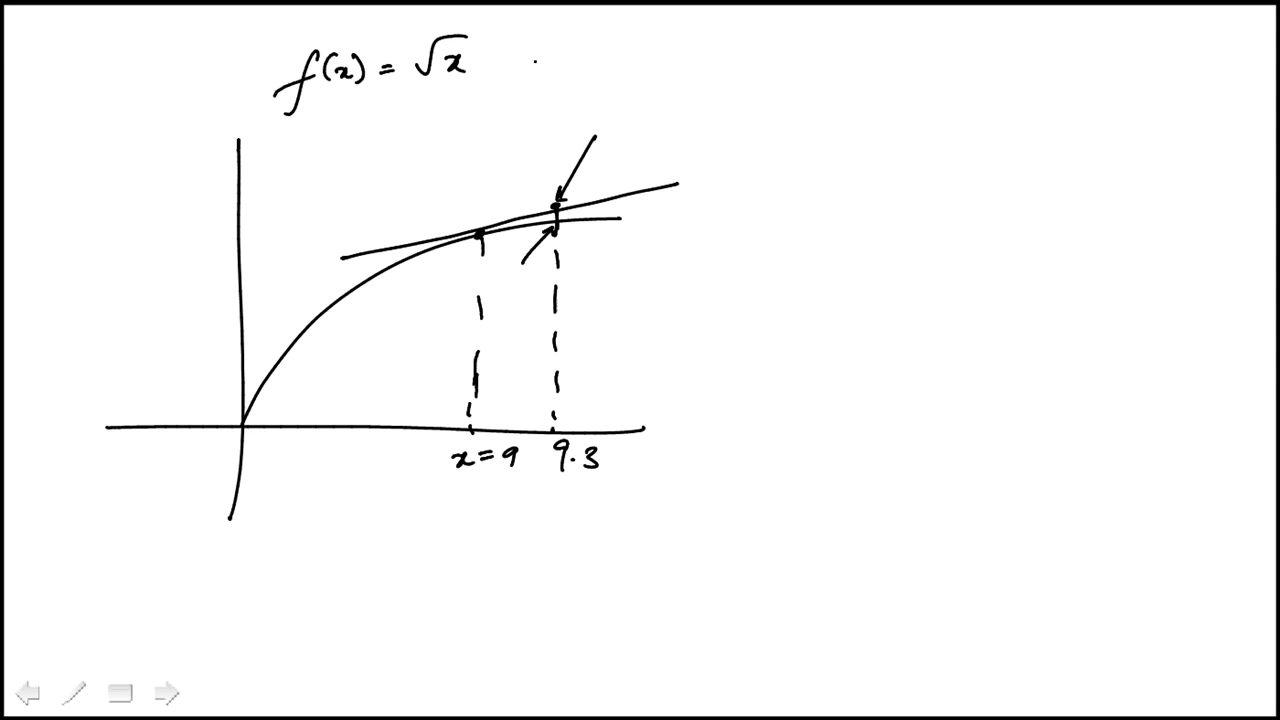 f(x) = √x
x = 9 9.3